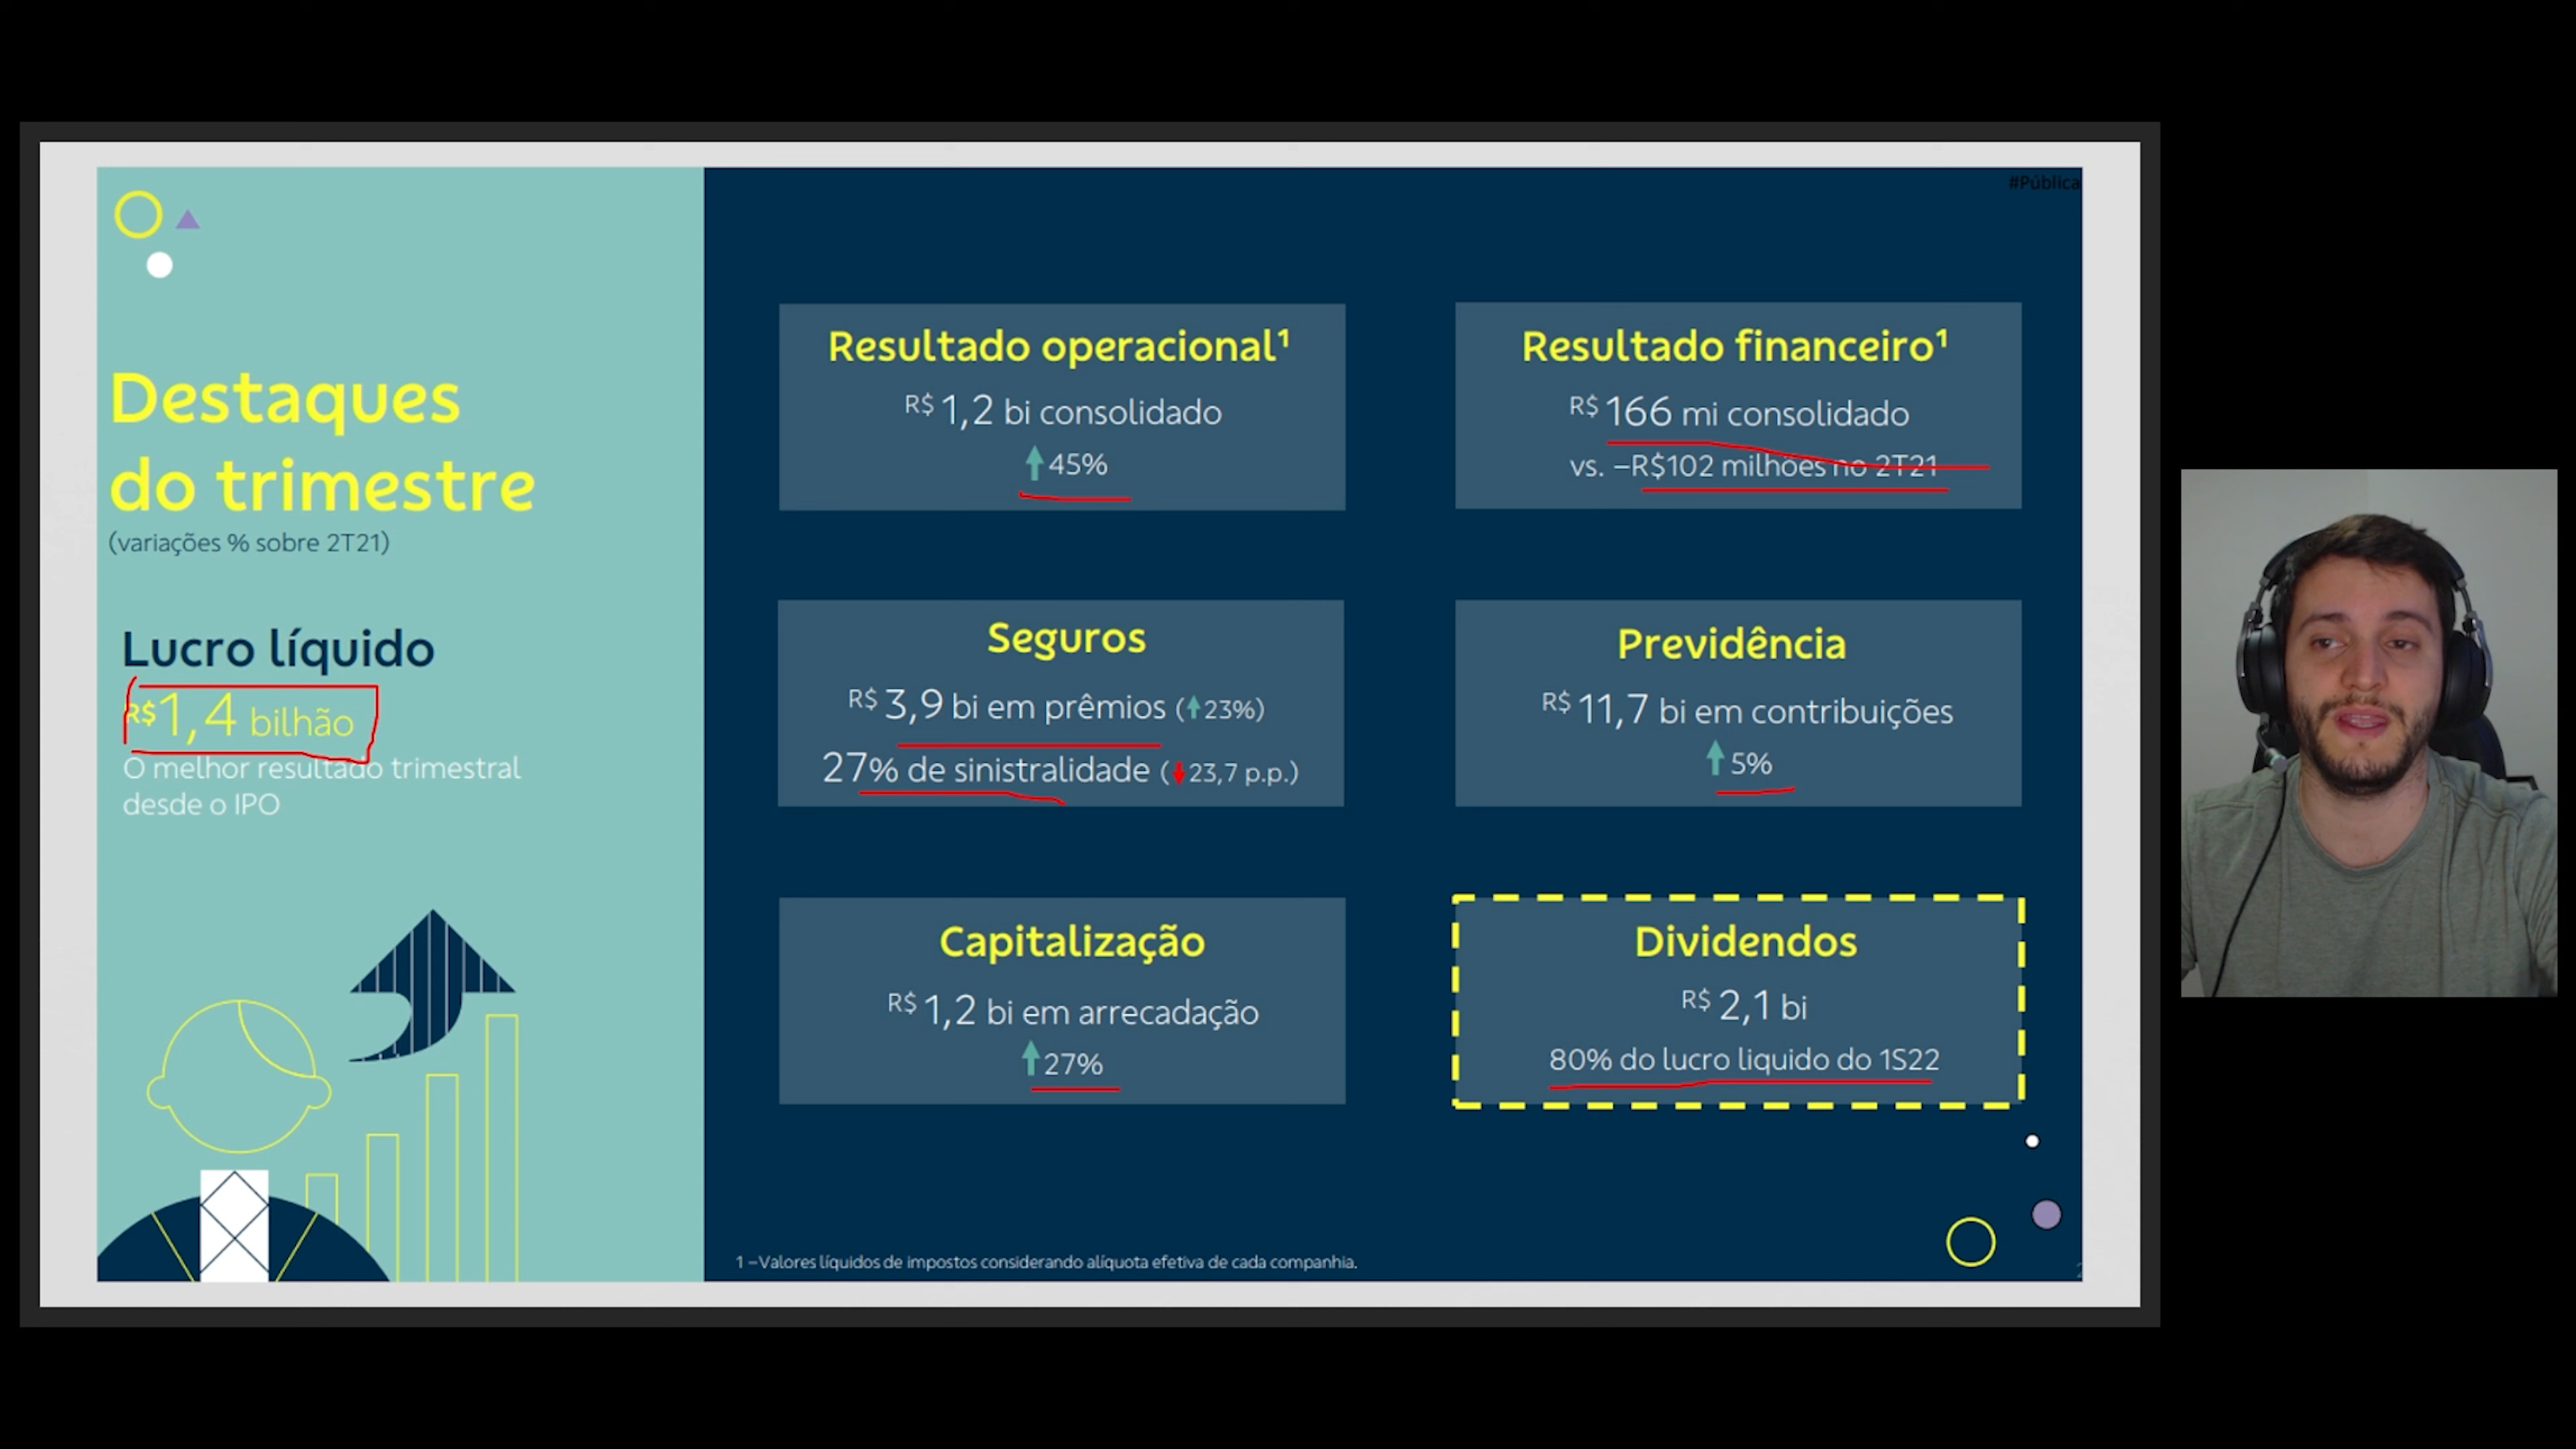 #Pública
Destaques
do trimestre
(variações % sobre 2T21)
Lucro líquido
R$1,4 bilhão
O melhor resultado trimestral
desde o IPO
Resultado operacional¹
R$ 1,2 bi consolidado
45%
Resultado financeiro¹
R$ 166 mi consolidado
vs. –R$102 milhões no 2T21
Seguros
R$ 3,9 bi em prêmios (↑23%)
27% de sinistralidade (↓23,7 p.p.)
Previdência
R$ 11,7 bi em contribuições
↑5%
Capitalização
R$ 1,2 bi em arrecadação
↑27%
Dividendos
R$ 2,1 bi
80% do lucro liquido do 1S22
1 –Valores líquidos de impostos considerando alíquota efetiva de cada companhia.